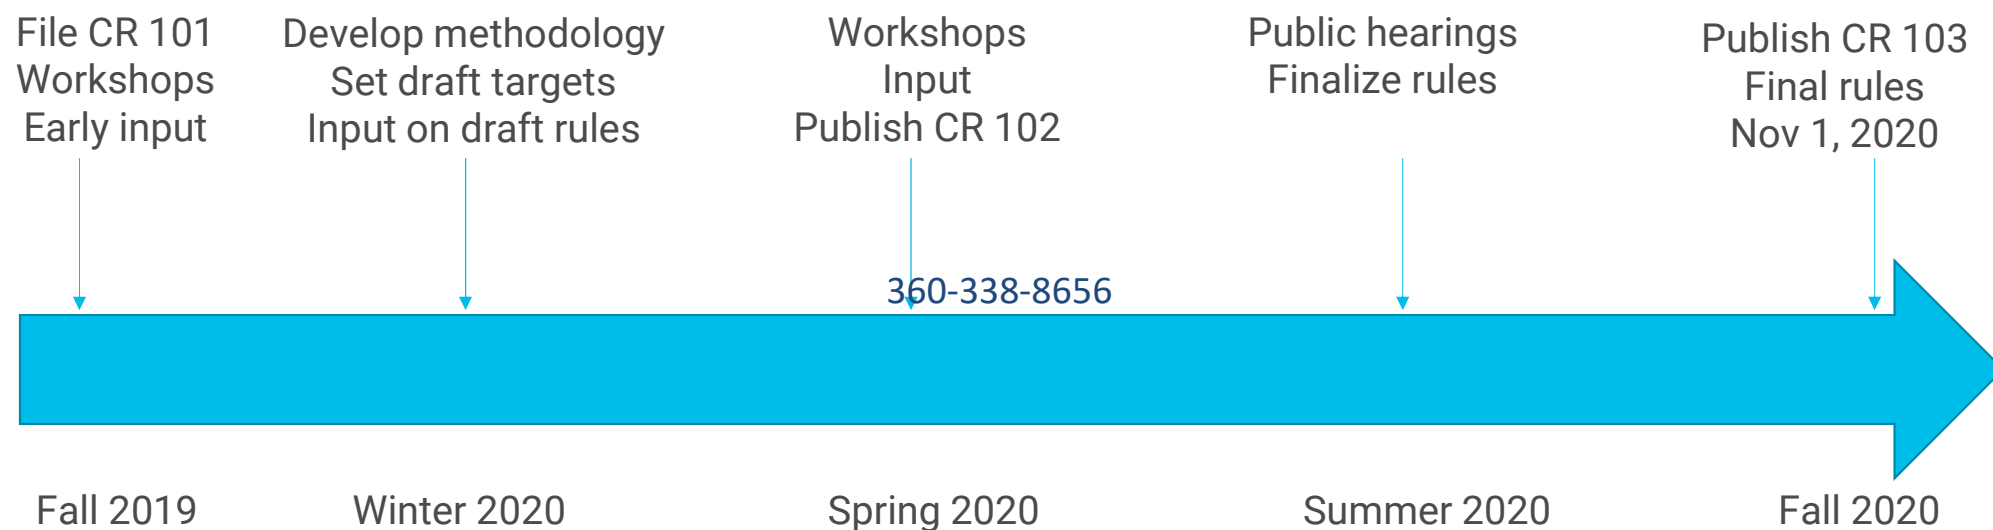 File CR 101
Workshops
Early input
Develop methodology
Set draft targets
Input on draft rules
Workshops
Input
Publish CR 102
Public hearings
Finalize rules
Publish CR 103
Final rules
Nov 1, 2020
360-338-8656
Fall 2019
Winter 2020
Spring 2020
Summer 2020
Fall 2020